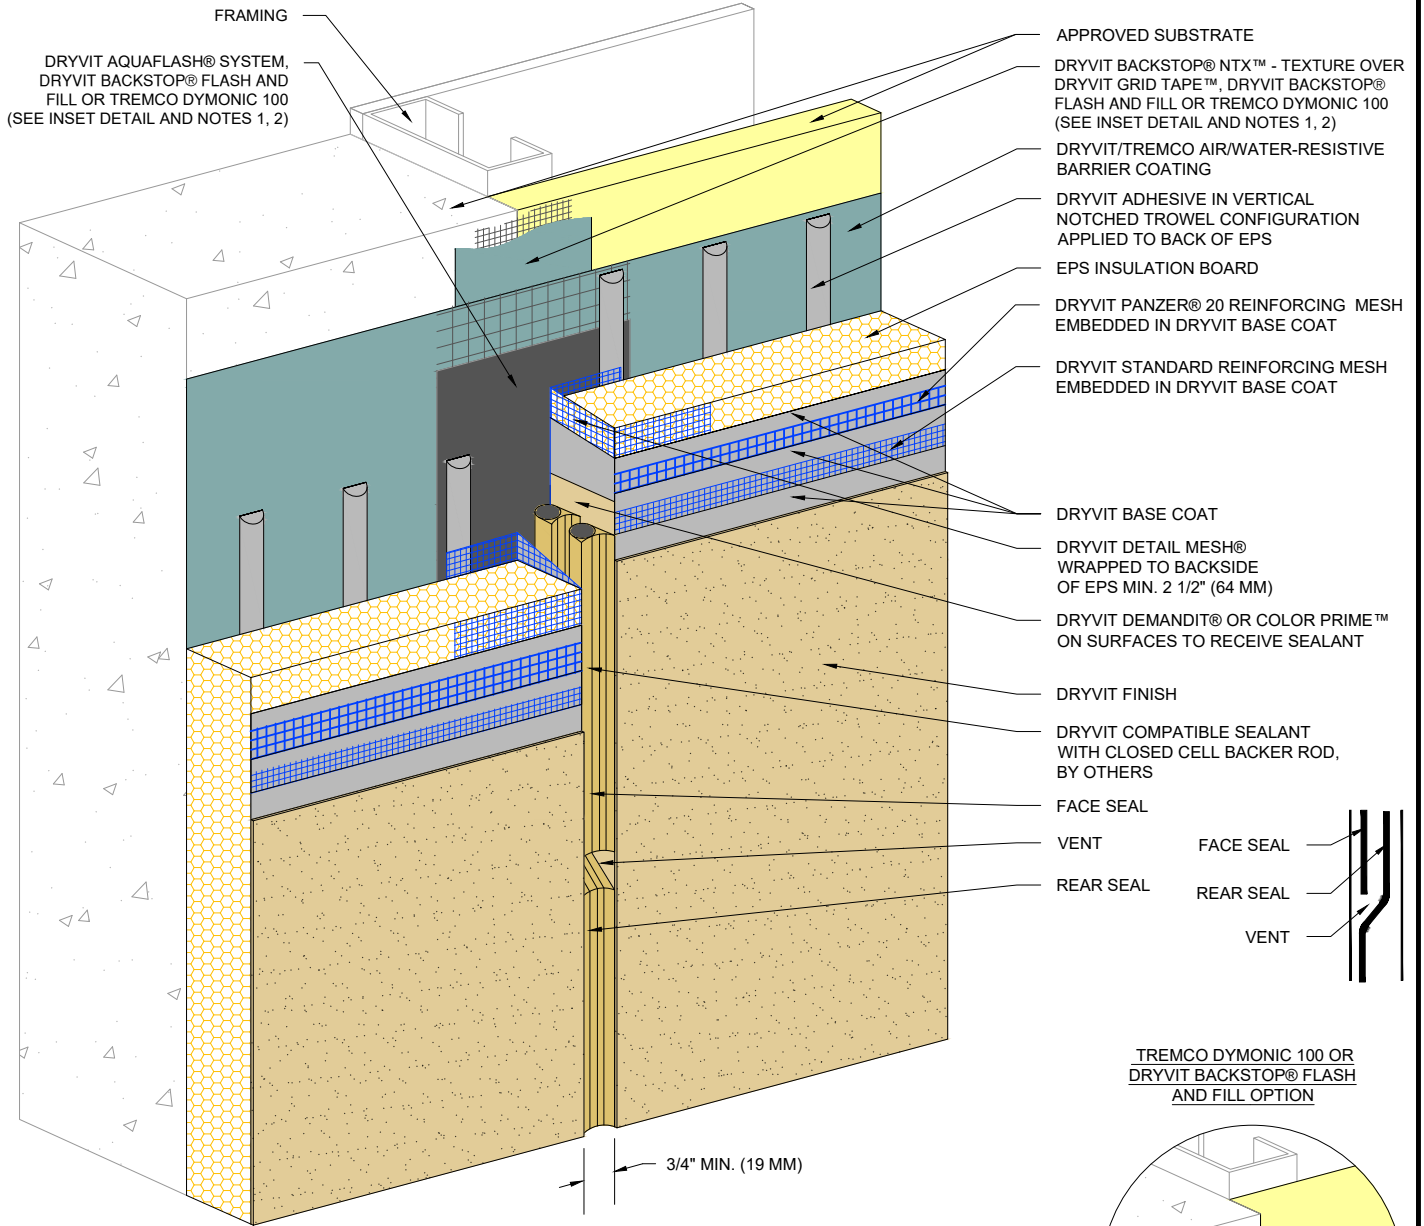 FRAMING
DRYVIT AQUAFLASH® SYSTEM,
DRYVIT BACKSTOP® FLASH AND
FILL OR TREMCO DYMONIC 100
(SEE INSET DETAIL AND NOTES 1, 2)
APPROVED SUBSTRATE
DRYVIT BACKSTOP® NTX™ - TEXTURE OVER
DRYVIT GRID TAPE™, DRYVIT BACKSTOP®
FLASH AND FILL OR TREMCO DYMONIC 100
(SEE INSET DETAIL AND NOTES 1, 2)
DRYVIT/TREMCO AIR/WATER-RESISTIVE
BARRIER COATING
DRYVIT ADHESIVE IN VERTICAL
NOTCHED TROWEL CONFIGURATION
APPLIED TO BACK OF EPS
EPS INSULATION BOARD
DRYVIT PANZER® 20 REINFORCING MESH
EMBEDDED IN DRYVIT BASE COAT
DRYVIT STANDARD REINFORCING MESH
EMBEDDED IN DRYVIT BASE COAT
DRYVIT BASE COAT
DRYVIT DETAIL MESH®
WRAPPED TO BACKSIDE
OF EPS MIN. 2 1/2" (64 MM)
DRYVIT DEMANDIT® OR COLOR PRIME™
ON SURFACES TO RECEIVE SEALANT
DRYVIT FINISH
DRYVIT COMPATIBLE SEALANT
WITH CLOSED CELL BACKER ROD,
BY OTHERS
FACE SEAL
VENT
REAR SEAL
FACE SEAL
REAR SEAL
VENT
TREMCO DYMONIC 100 OR
DRYVIT BACKSTOP® FLASH
AND FILL OPTION
3/4" MIN. (19 MM)